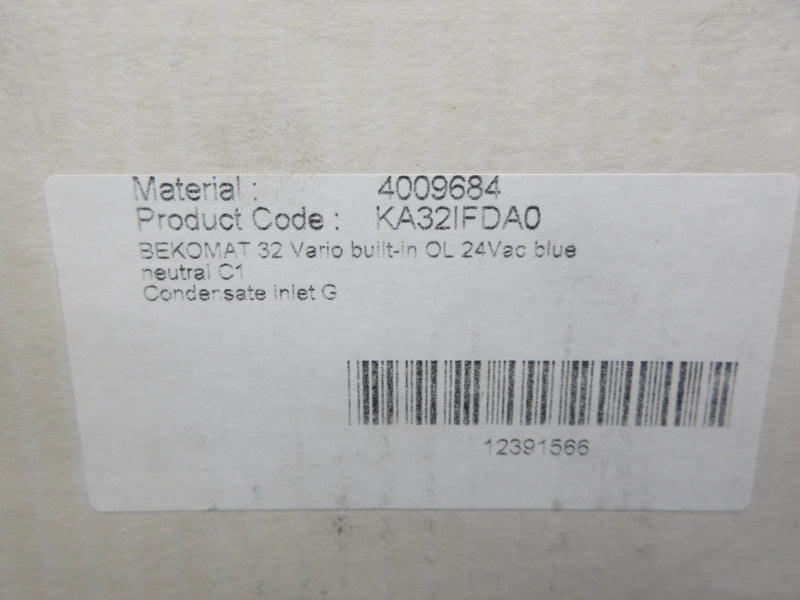 Material : 4009684
Product Code : KA32IFDA0
BEKOMAT 32 Vario built-in OL 24Vac blue
neutral C1
Condensate inlet G
12391566